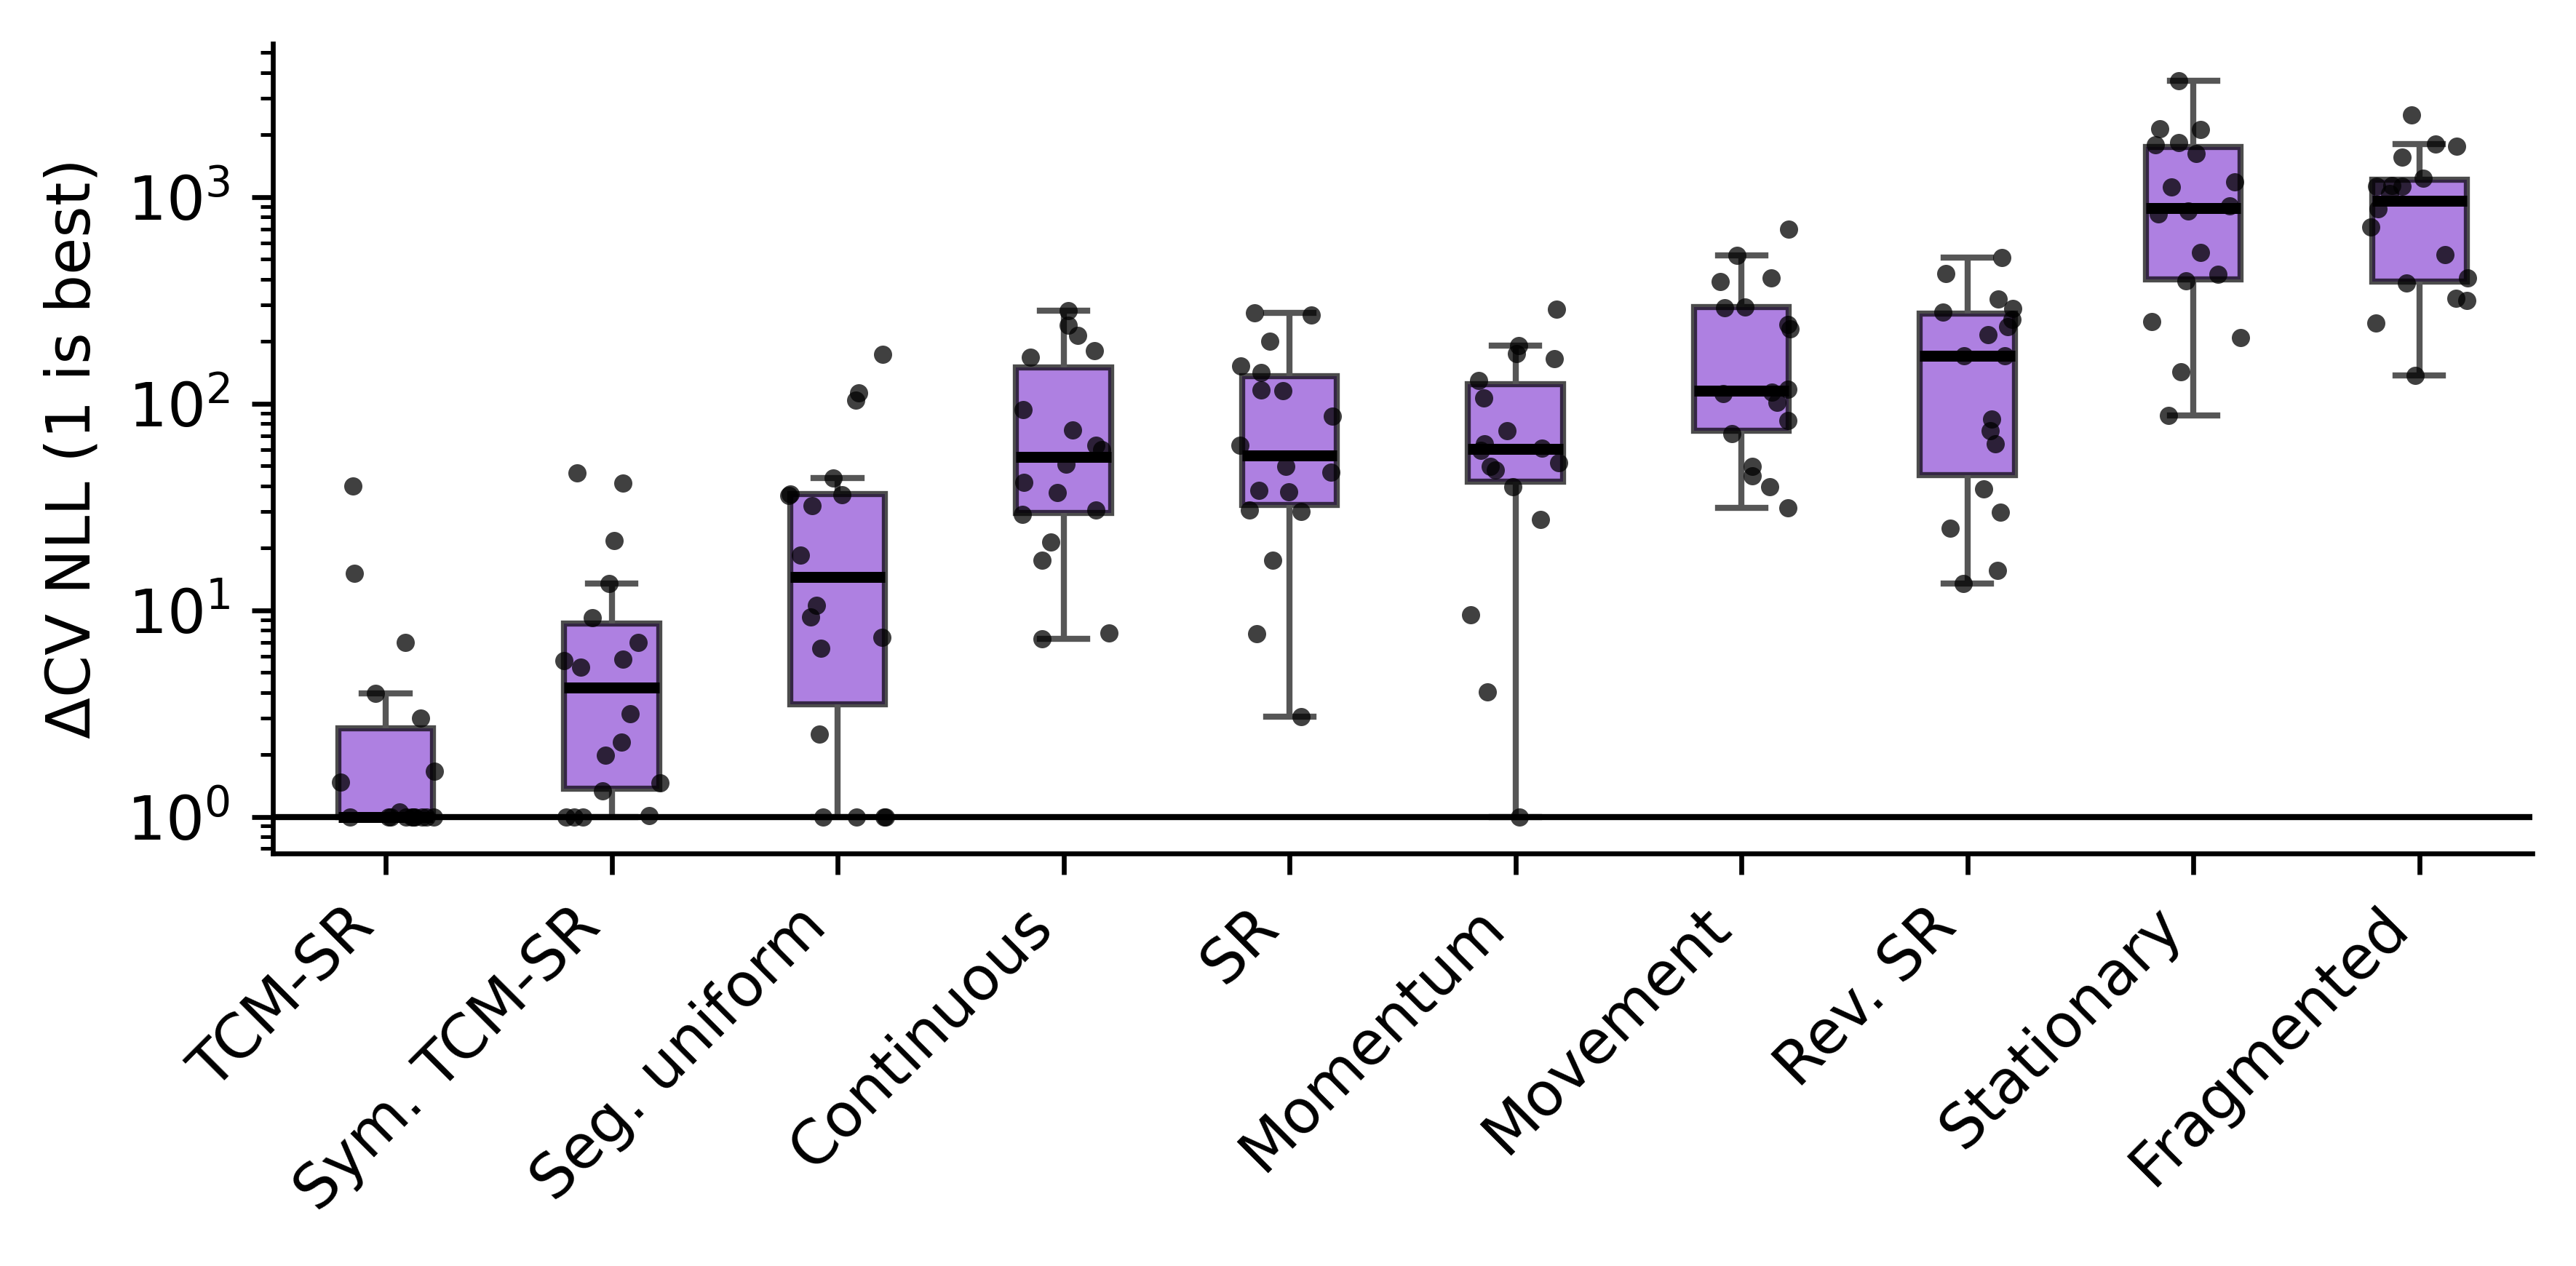 ΔCV NLL (1 is best)
10³
10²
10¹
10⁰
TCM-SR
Sym. TCM-SR
Seg. uniform
Continuous
SR
Momentum
Movement
Rev. SR
Stationary
Fragmented